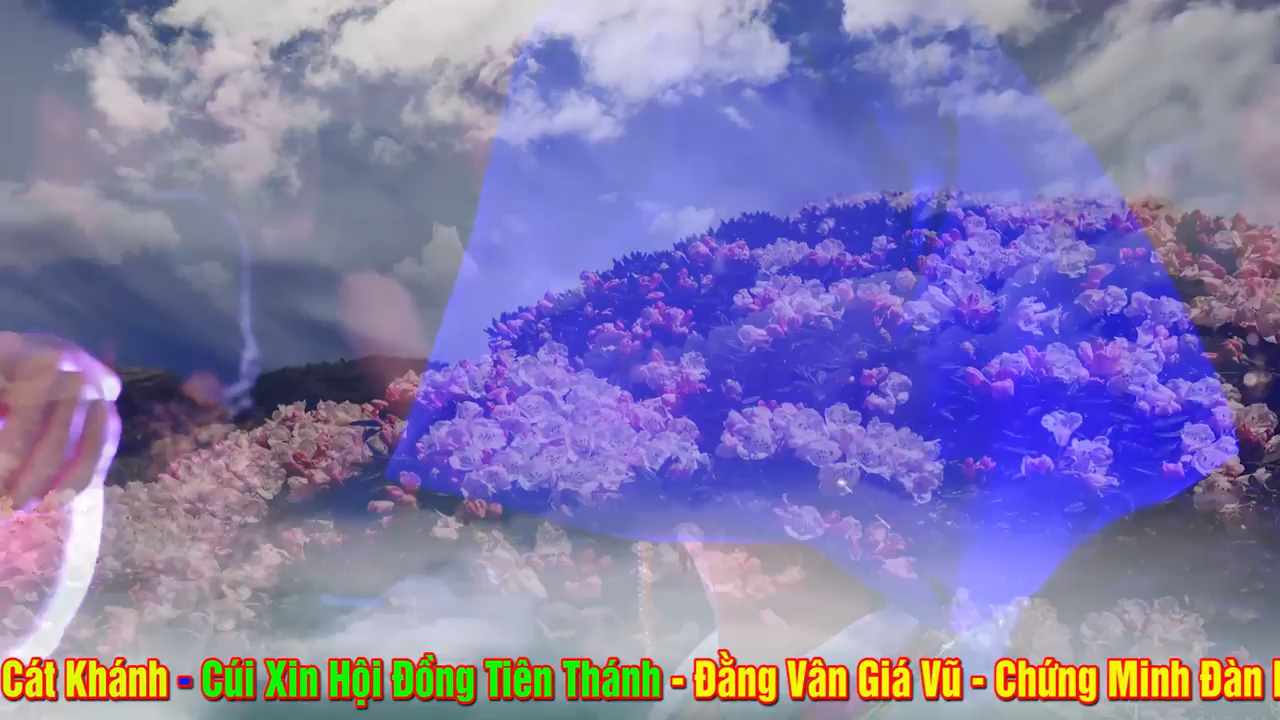 Cát Khánh - Cúi Xin Hội Đồng Tiên Thánh - Đằng Vân Giá Vũ - Chứng Minh Đàn